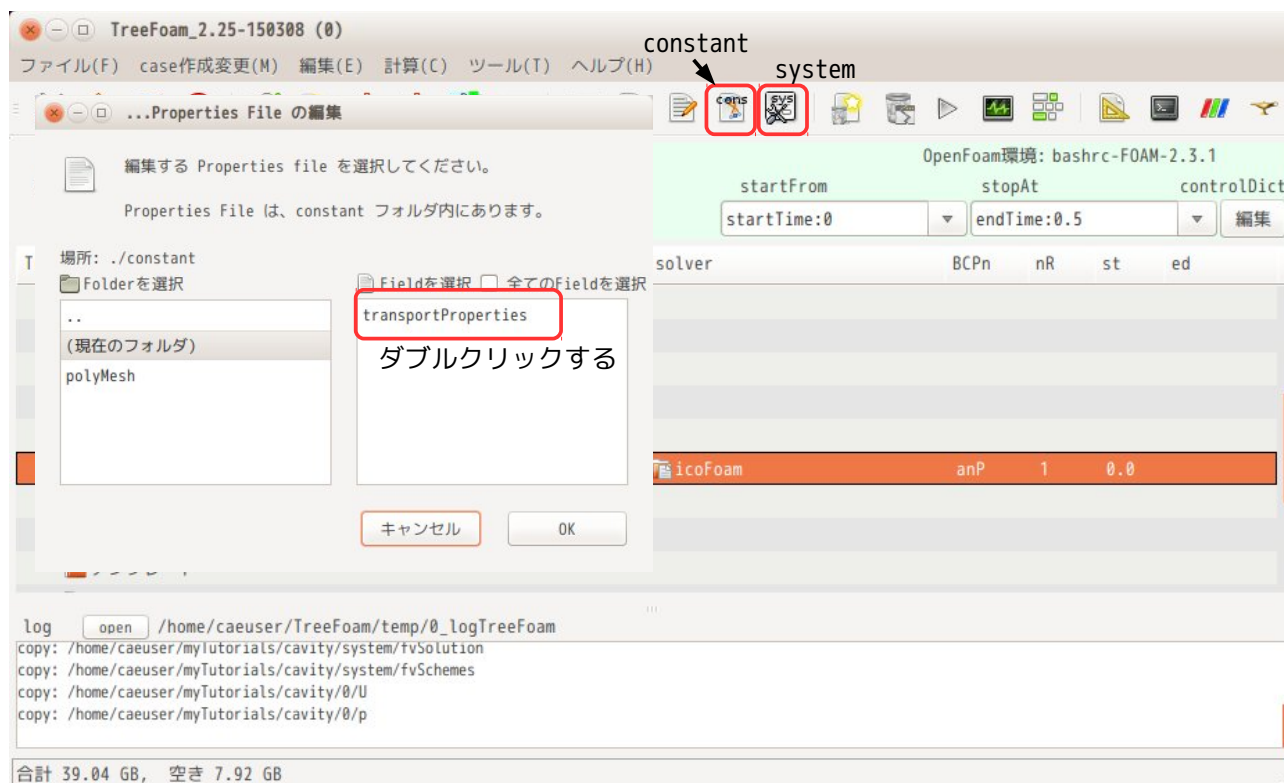 TreeFoam_2.25-150308 (0)
constant
ファイル(F) case作成変更(M) 編集(E) 計算(C) ツール(T) ヘルプ(H)
system
cons
sys
...Properties File の編集
編集する Properties file を選択してください。
Properties File は、constant フォルダ内にあります。
場所: ./constant
Folderを選択
Fieldを選択 全てのFieldを選択
..
(現在のフォルダ)
polyMesh
transportProperties
ダブルクリックする
キャンセル OK
OpenFoam環境: bashrc-FOAM-2.3.1
startFrom stopAt controlDict
startTime:0 endTime:0.5 編集
T solver BCPn nR st ed
icoFoam anP 1 0.0
log open /home/caeuser/TreeFoam/temp/0_logTreeFoam
copy: /home/caeuser/myTutorials/cavity/system/fvSolution
copy: /home/caeuser/myTutorials/cavity/system/fvSchemes
copy: /home/caeuser/myTutorials/cavity/0/U
copy: /home/caeuser/myTutorials/cavity/0/p
合計 39.04 GB, 空き 7.92 GB